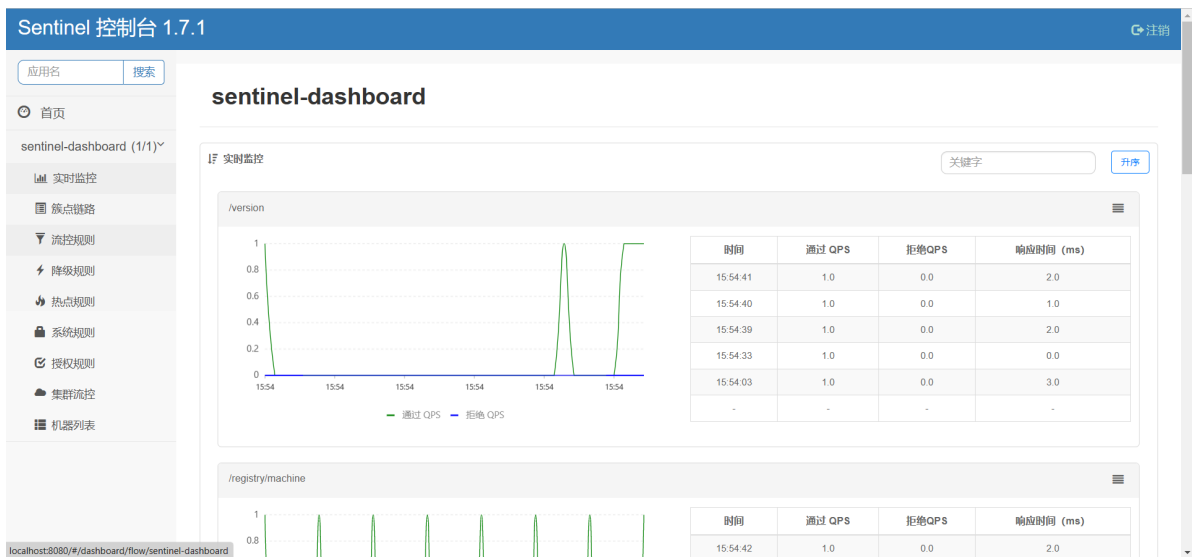 Sentinel 控制台 1.7.1
注销
应用名 搜索
首页
sentinel-dashboard (1/1)
实时监控
簇点链路
流控规则
降级规则
热点规则
系统规则
授权规则
集群流控
机器列表
sentinel-dashboard
实时监控 关键字 升序
/version
1
0.8
0.6
0.4
0.2
0
15:54 15:54 15:54 15:54 15:54 15:54
通过 QPS 拒绝 QPS
时间 通过 QPS 拒绝QPS 响应时间 (ms)
15:54:41 1.0 0.0 2.0
15:54:40 1.0 0.0 1.0
15:54:39 1.0 0.0 2.0
15:54:33 1.0 0.0 0.0
15:54:03 1.0 0.0 3.0
- - - -
/registry/machine
1
0.8
时间 通过 QPS 拒绝QPS 响应时间 (ms)
15:54:42 1.0 0.0 2.0
localhost:8080/#/dashboard/flow/sentinel-dashboard